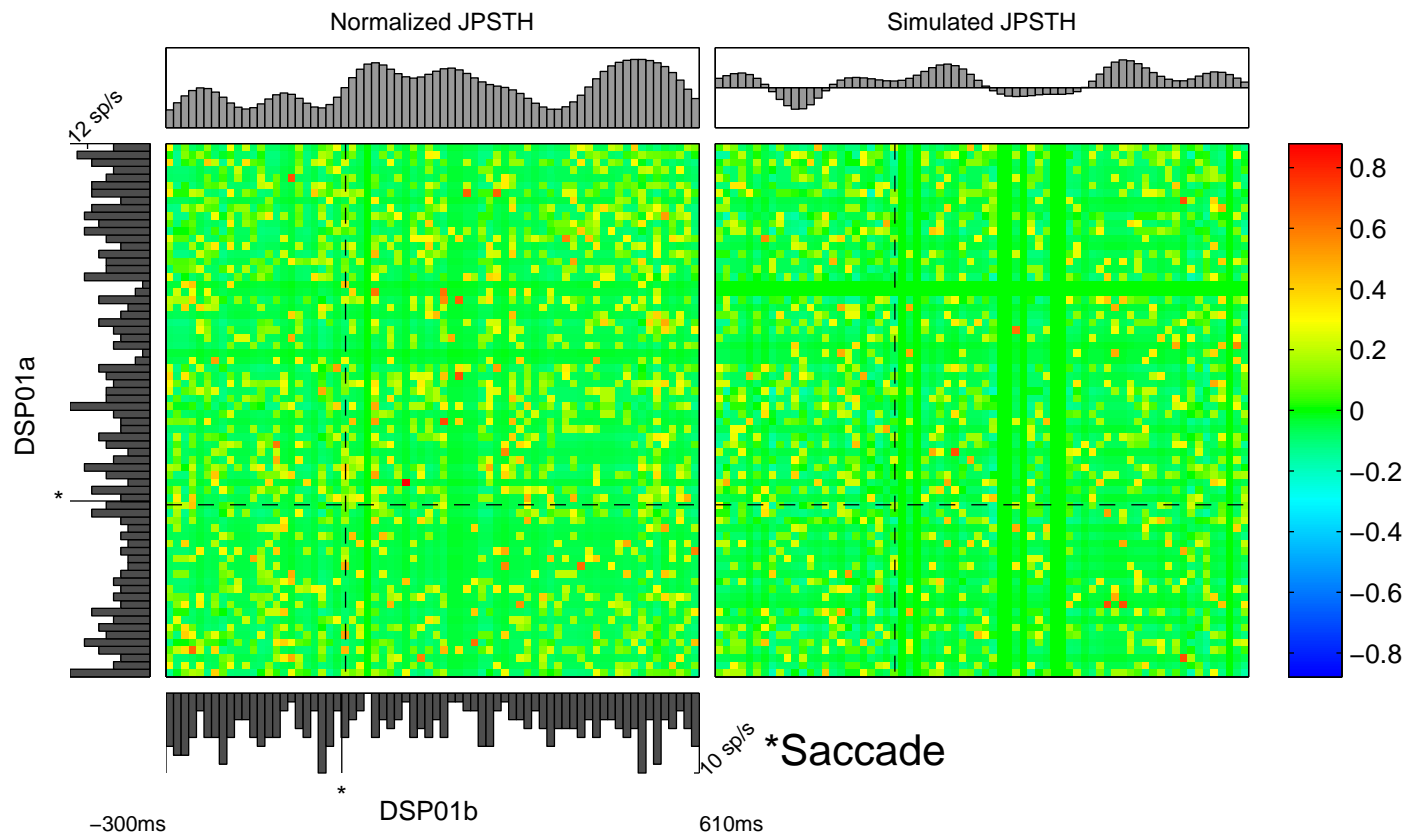 Normalized JPSTH
Simulated JPSTH
12 sp/s
DSP01a
*
0.8
0.6
0.4
0.2
0
−0.2
−0.4
−0.6
−0.8
10 sp/s
*Saccade
*
DSP01b
−300ms
610ms